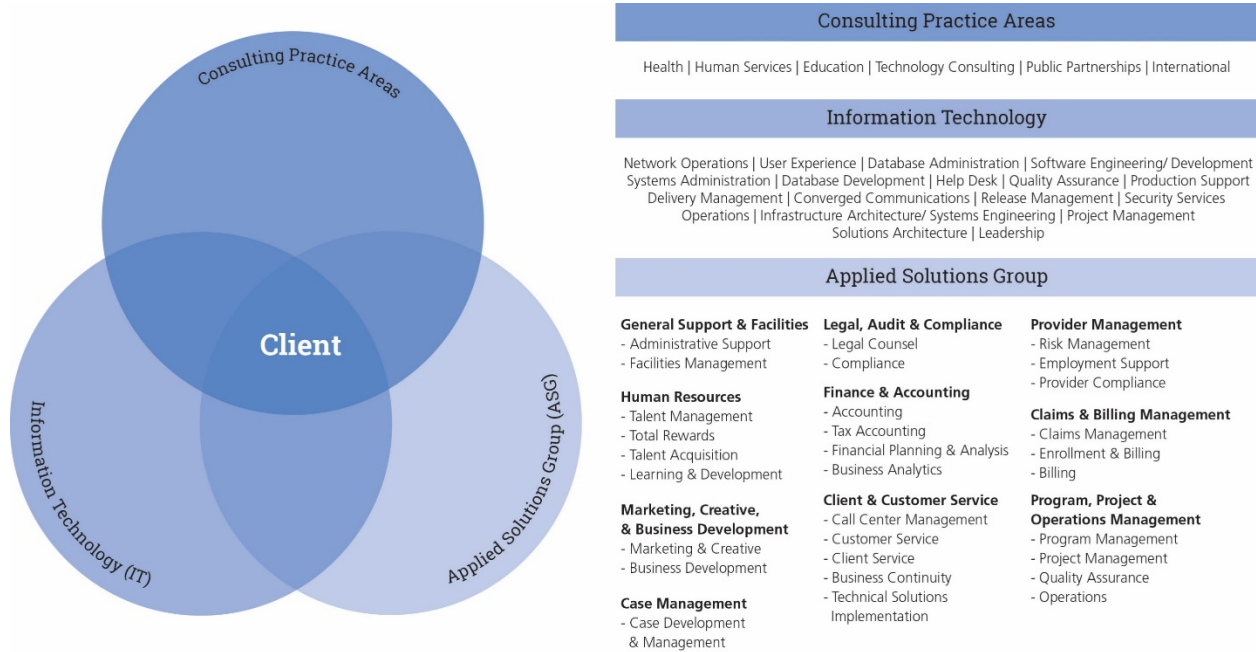 Consulting Practice Areas
Client
Information Technology (IT)
Applied Solutions Group (ASG)
Consulting Practice Areas
Health | Human Services | Education | Technology Consulting | Public Partnerships | International
Information Technology
Network Operations | User Experience | Database Administration | Software Engineering/ Development
Systems Administration | Database Development | Help Desk | Quality Assurance | Production Support
Delivery Management | Converged Communications | Release Management | Security Services
Operations | Infrastructure Architecture/ Systems Engineering | Project Management
Solutions Architecture | Leadership
Applied Solutions Group
General Support & Facilities
- Administrative Support
- Facilities Management
Human Resources
- Talent Management
- Total Rewards
- Talent Acquisition
- Learning & Development
Marketing, Creative,
& Business Development
- Marketing & Creative
- Business Development
Case Management
- Case Development
& Management
Legal, Audit & Compliance
- Legal Counsel
- Compliance
Finance & Accounting
- Accounting
- Tax Accounting
- Financial Planning & Analysis
- Business Analytics
Client & Customer Service
- Call Center Management
- Customer Service
- Client Service
- Business Continuity
- Technical Solutions
Implementation
Provider Management
- Risk Management
- Employment Support
- Provider Compliance
Claims & Billing Management
- Claims Management
- Enrollment & Billing
- Billing
Program, Project &
Operations Management
- Program Management
- Project Management
- Quality Assurance
- Operations